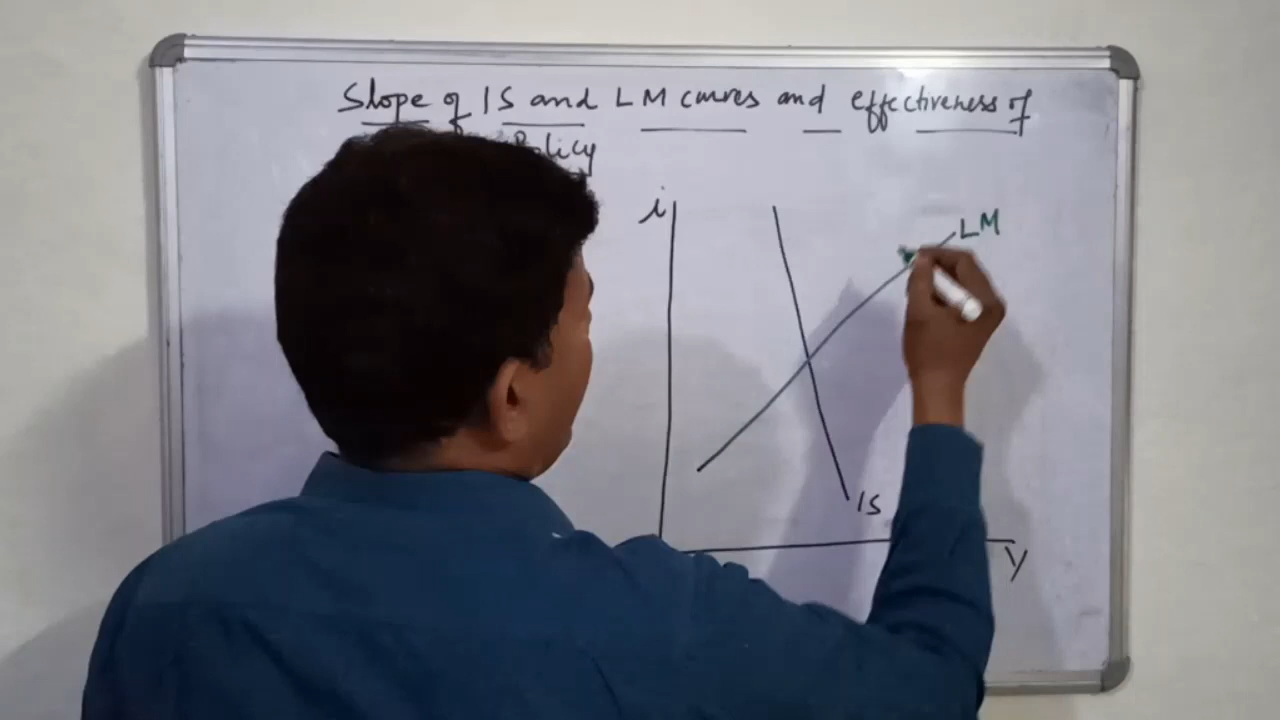 Slope of IS and LM curves and effectiveness of
Policy
i
LM
IS
y